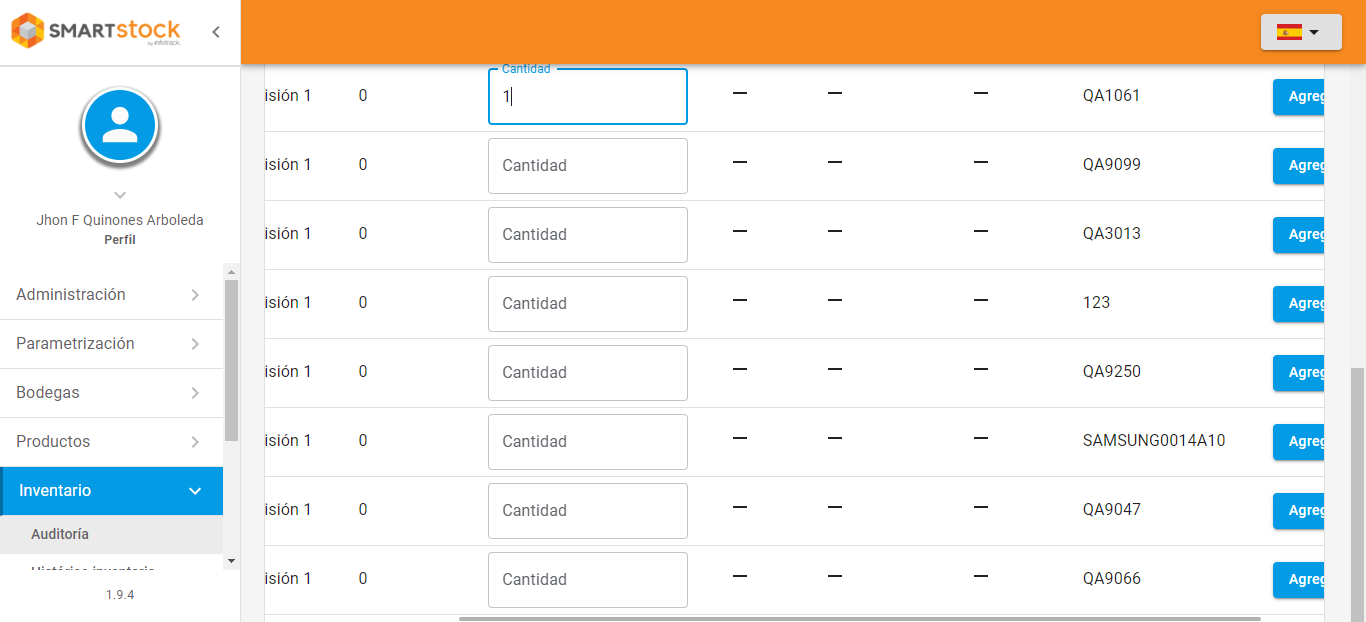 SMARTstock
by infotrack.
Jhon F Quinones Arboleda
Perfil
Administración
Parametrización
Bodegas
Productos
Inventario
Auditoría
Histórico inventario
1.9.4
Cantidad
isión 1 0 1 — — — QA1061 Agreg
isión 1 0 Cantidad — — — QA9099 Agreg
isión 1 0 Cantidad — — — QA3013 Agreg
isión 1 0 Cantidad — — — 123 Agreg
isión 1 0 Cantidad — — — QA9250 Agreg
isión 1 0 Cantidad — — — SAMSUNG0014A10 Agreg
isión 1 0 Cantidad — — — QA9047 Agreg
isión 1 0 Cantidad — — — QA9066 Agreg